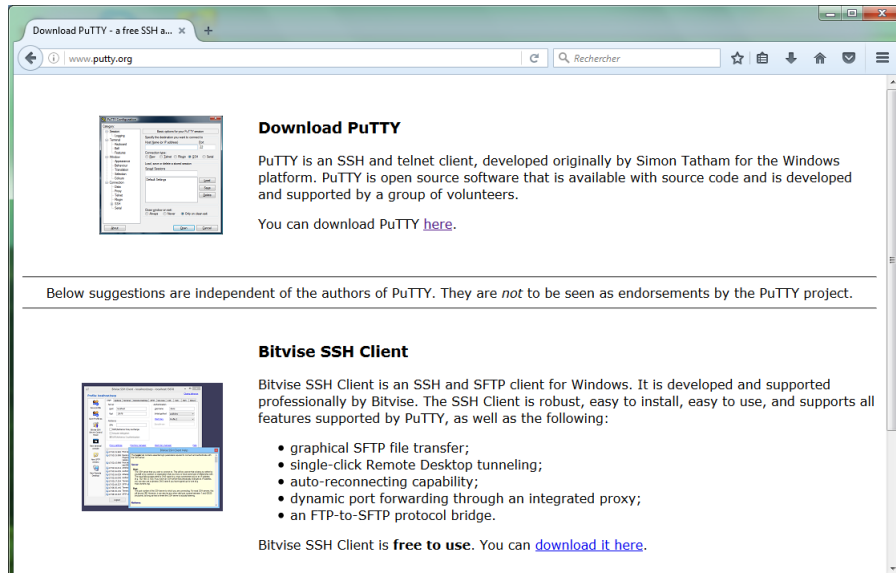 Download PuTTY - a free SSH a...
www.putty.org
Rechercher
Download PuTTY
PuTTY is an SSH and telnet client, developed originally by Simon Tatham for the Windows
platform. PuTTY is open source software that is available with source code and is developed
and supported by a group of volunteers.
You can download PuTTY here.
Below suggestions are independent of the authors of PuTTY. They are not to be seen as endorsements by the PuTTY project.
Bitvise SSH Client
Bitvise SSH Client is an SSH and SFTP client for Windows. It is developed and supported
professionally by Bitvise. The SSH Client is robust, easy to install, easy to use, and supports all
features supported by PuTTY, as well as the following:
• graphical SFTP file transfer;
• single-click Remote Desktop tunneling;
• auto-reconnecting capability;
• dynamic port forwarding through an integrated proxy;
• an FTP-to-SFTP protocol bridge.
Bitvise SSH Client is free to use. You can download it here.